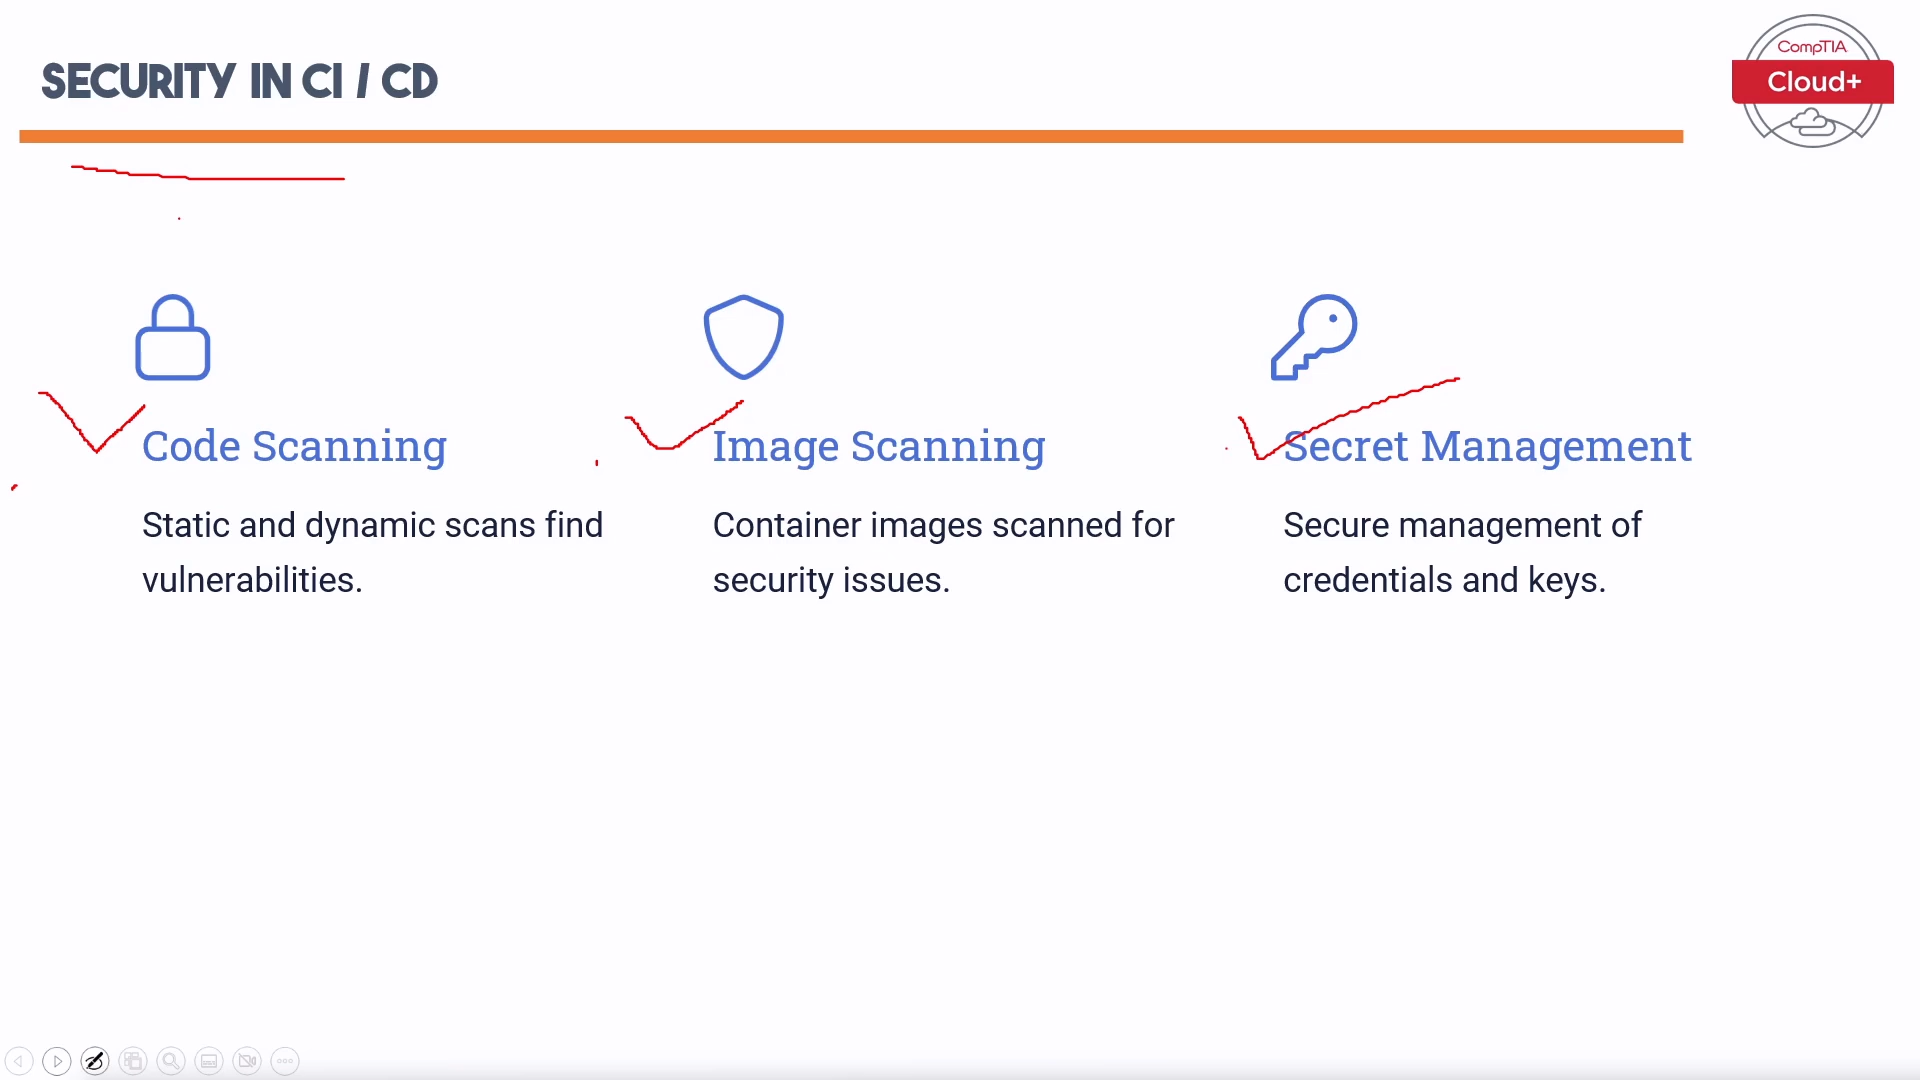 SECURITY IN CI / CD
CompTIA
Cloud+
Code Scanning
Static and dynamic scans find
vulnerabilities.
Image Scanning
Container images scanned for
security issues.
Secret Management
Secure management of
credentials and keys.